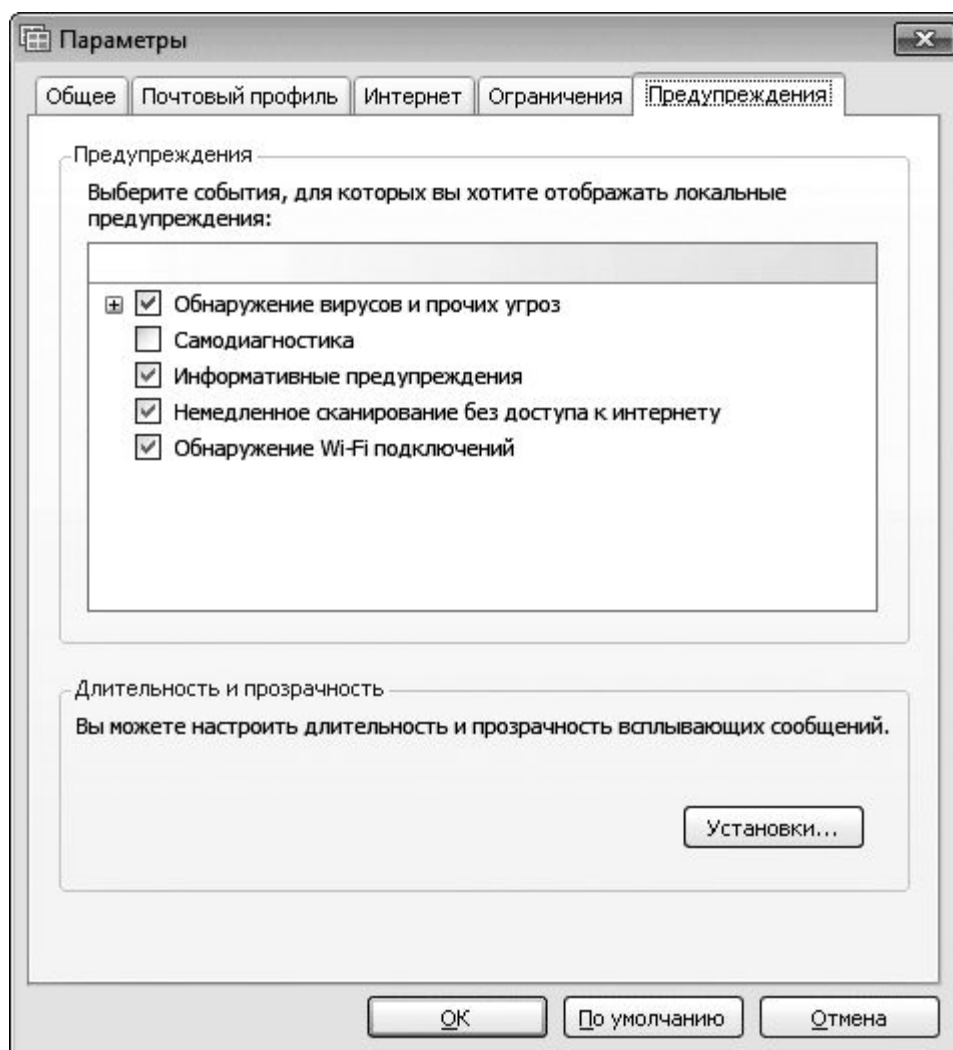 Параметры
Общее Почтовый профиль Интернет Ограничения Предупреждения
Предупреждения
Выберите события, для которых вы хотите отображать локальные
предупреждения:
Обнаружение вирусов и прочих угроз
Самодиагностика
Информативные предупреждения
Немедленное сканирование без доступа к интернету
Обнаружение Wi-Fi подключений
Длительность и прозрачность
Вы можете настроить длительность и прозрачность всплывающих сообщений.
Установки...
OK По умолчанию Отмена